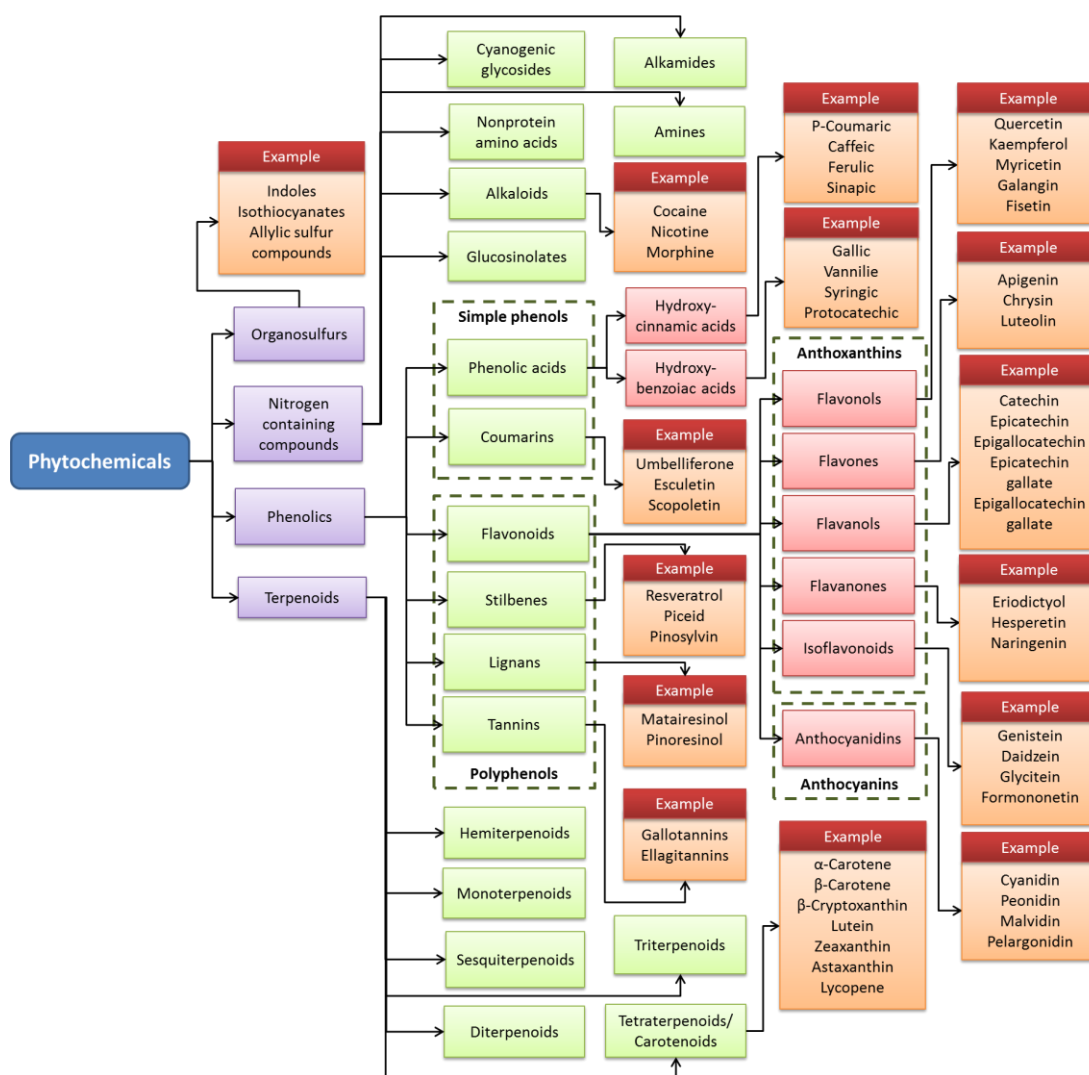 Phytochemicals
Organosulfurs
Nitrogen
containing
compounds
Phenolics
Terpenoids
Example
Indoles
Isothiocyanates
Allylic sulfur
compounds
Cyanogenic
glycosides
Nonprotein
amino acids
Alkaloids
Glucosinolates
Alkamides
Amines
Example
Cocaine
Nicotine
Morphine
Simple phenols
Phenolic acids
Coumarins
Hydroxy-
cinnamic acids
Hydroxy-
benzoiac acids
Example
P-Coumaric
Caffeic
Ferulic
Sinapic
Example
Gallic
Vannilie
Syringic
Protocatechic
Example
Umbelliferone
Esculetin
Scopoletin
Flavonoids
Stilbenes
Lignans
Tannins
Polyphenols
Example
Resveratrol
Piceid
Pinosylvin
Example
Matairesinol
Pinoresinol
Example
Gallotannins
Ellagitannins
Anthoxanthins
Flavonols
Flavones
Flavanols
Flavanones
Isoflavonoids
Anthocyanidins
Anthocyanins
Example
Quercetin
Kaempferol
Myricetin
Galangin
Fisetin
Example
Apigenin
Chrysin
Luteolin
Example
Catechin
Epicatechin
Epigallocatechin
Epicatechin
gallate
Epigallocatechin
gallate
Example
Eriodictyol
Hesperetin
Naringenin
Example
Genistein
Daidzein
Glycitein
Formononetin
Example
Cyanidin
Peonidin
Malvidin
Pelargonidin
Hemiterpenoids
Monoterpenoids
Sesquiterpenoids
Diterpenoids
Triterpenoids
Tetraterpenoids/
Carotenoids
Example
α-Carotene
β-Carotene
β-Cryptoxanthin
Lutein
Zeaxanthin
Astaxanthin
Lycopene